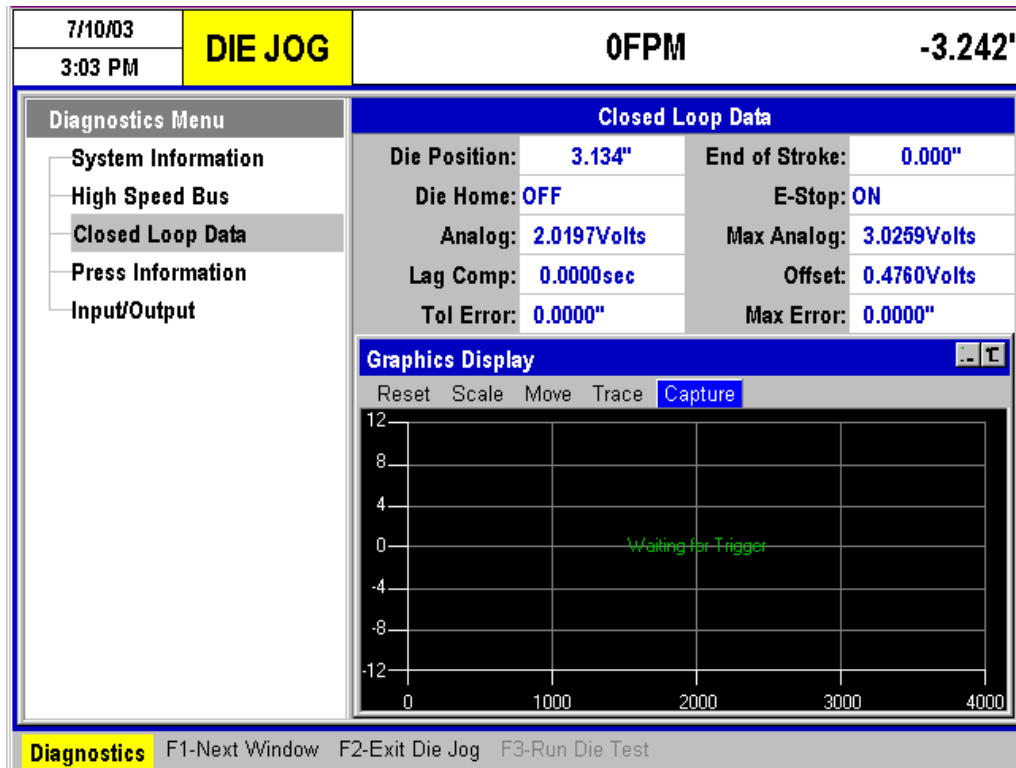 7/10/03
3:03 PM
DIE JOG
0FPM
-3.242"
Diagnostics Menu
System Information
High Speed Bus
Closed Loop Data
Press Information
Input/Output
Closed Loop Data
Die Position: 3.134" End of Stroke: 0.000"
Die Home: OFF E-Stop: ON
Analog: 2.0197Volts Max Analog: 3.0259Volts
Lag Comp: 0.0000sec Offset: 0.4760Volts
Tol Error: 0.0000" Max Error: 0.0000"
Graphics Display
Reset Scale Move Trace Capture
12
8
4
0
-4
-8
-12
Waiting for Trigger
0 1000 2000 3000 4000
Diagnostics F1-Next Window F2-Exit Die Jog F3-Run Die Test